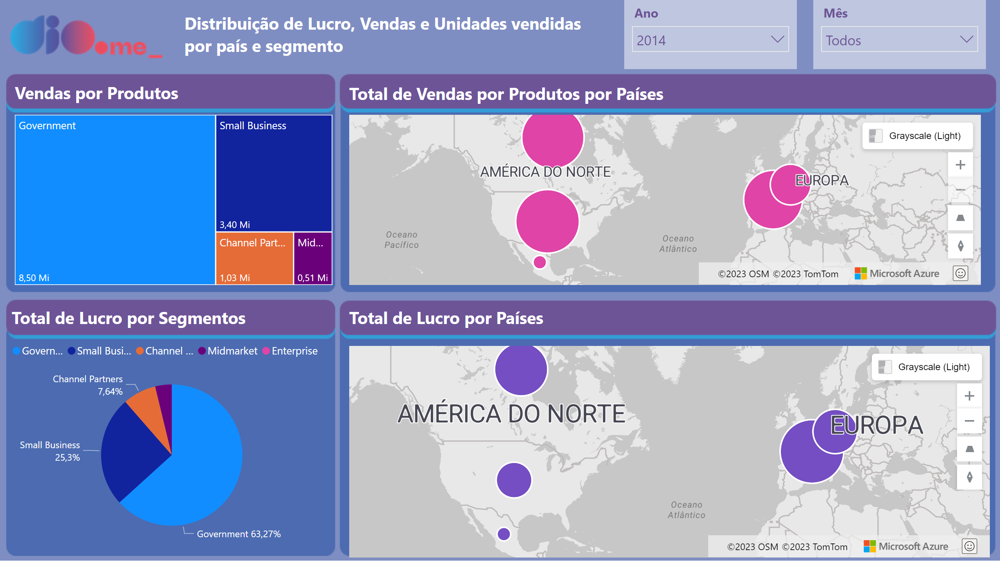 dio.me_
Distribuição de Lucro, Vendas e Unidades vendidas
por país e segmento
Ano
2014
Mês
Todos
Vendas por Produtos
Government
8,50 Mi
Small Business
3,40 Mi
Channel Part...
1,03 Mi
Mid...
0,51 Mi
Total de Vendas por Produtos por Países
AMÉRICA DO NORTE
EUROPA
Oceano
Pacífico
Oceano
Atlântico
Grayscale (Light)
©2023 OSM ©2023 TomTom
Microsoft Azure
Total de Lucro por Segmentos
Govern... Small Busi... Channel ... Midmarket Enterprise
Channel Partners
7,64%
Small Business
25,3%
Government 63,27%
Total de Lucro por Países
AMÉRICA DO NORTE
EUROPA
Oceano
Atlântico
Grayscale (Light)
©2023 OSM ©2023 TomTom
Microsoft Azure